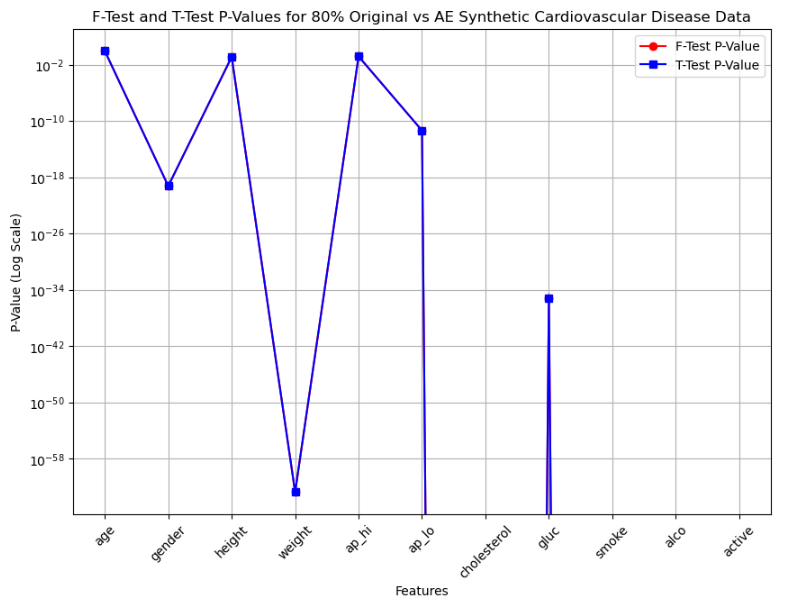 F-Test and T-Test P-Values for 80% Original vs AE Synthetic Cardiovascular Disease Data
F-Test P-Value
T-Test P-Value
P-Value (Log Scale)
10⁻²
10⁻¹⁰
10⁻¹⁸
10⁻²⁶
10⁻³⁴
10⁻⁴²
10⁻⁵⁰
10⁻⁵⁸
age
gender
height
weight
ap_hi
ap_lo
cholesterol
gluc
smoke
alco
active
Features